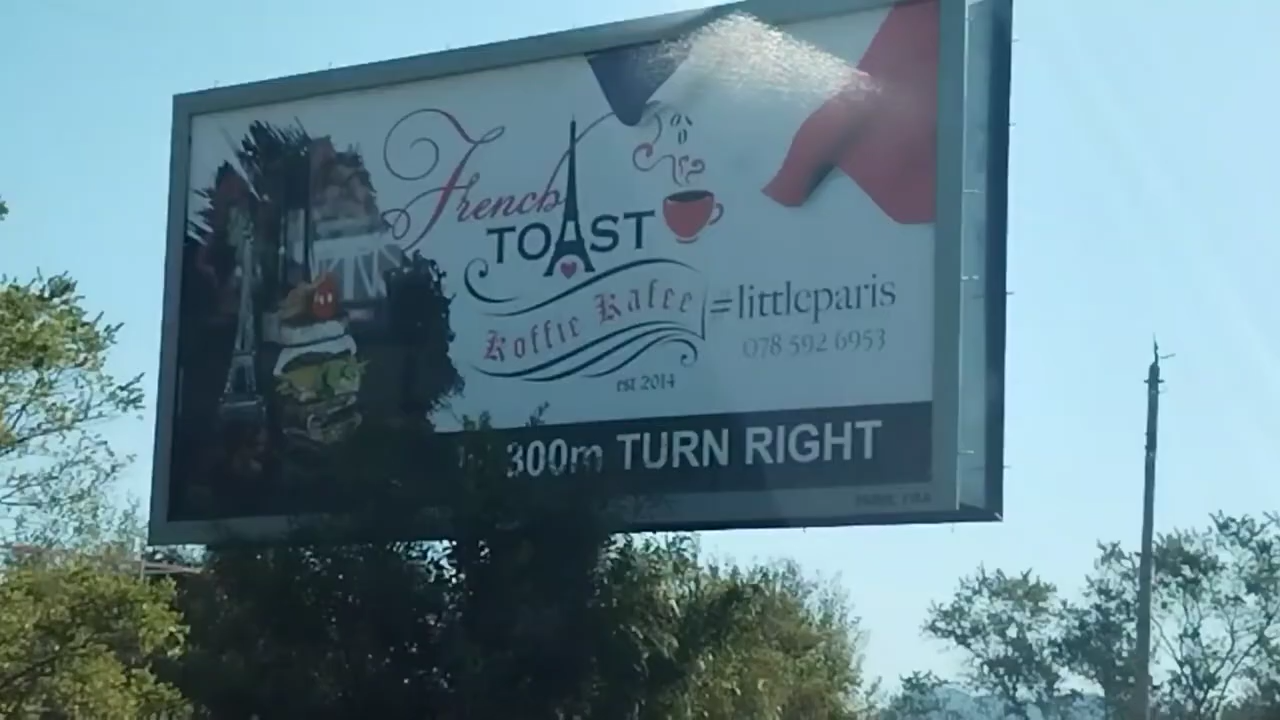 French
TOAST
Koffie Kafee
#littleparis
078 592 6953
est 2014
300m TURN RIGHT